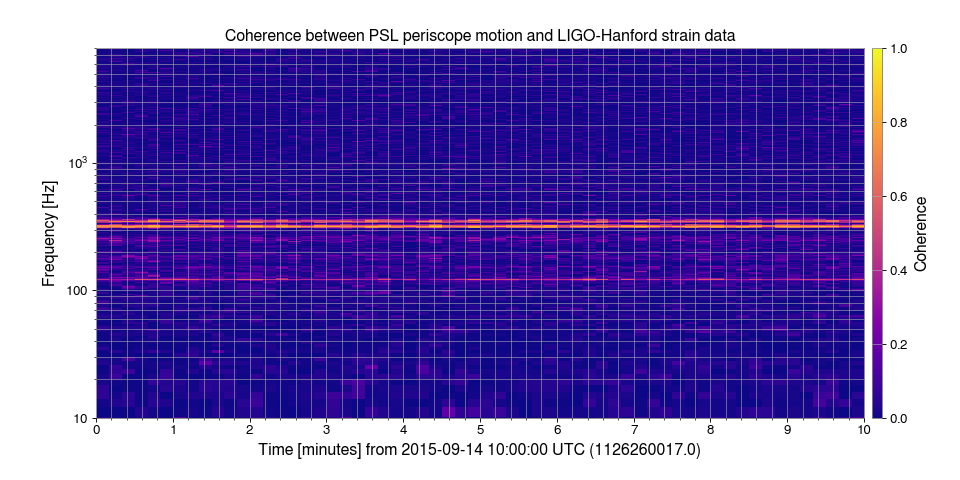 Coherence between PSL periscope motion and LIGO-Hanford strain data
Frequency [Hz]
10³
100
10
0 1 2 3 4 5 6 7 8 9 10
Time [minutes] from 2015-09-14 10:00:00 UTC (1126260017.0)
1.0
0.8
0.6
0.4
0.2
0.0
Coherence